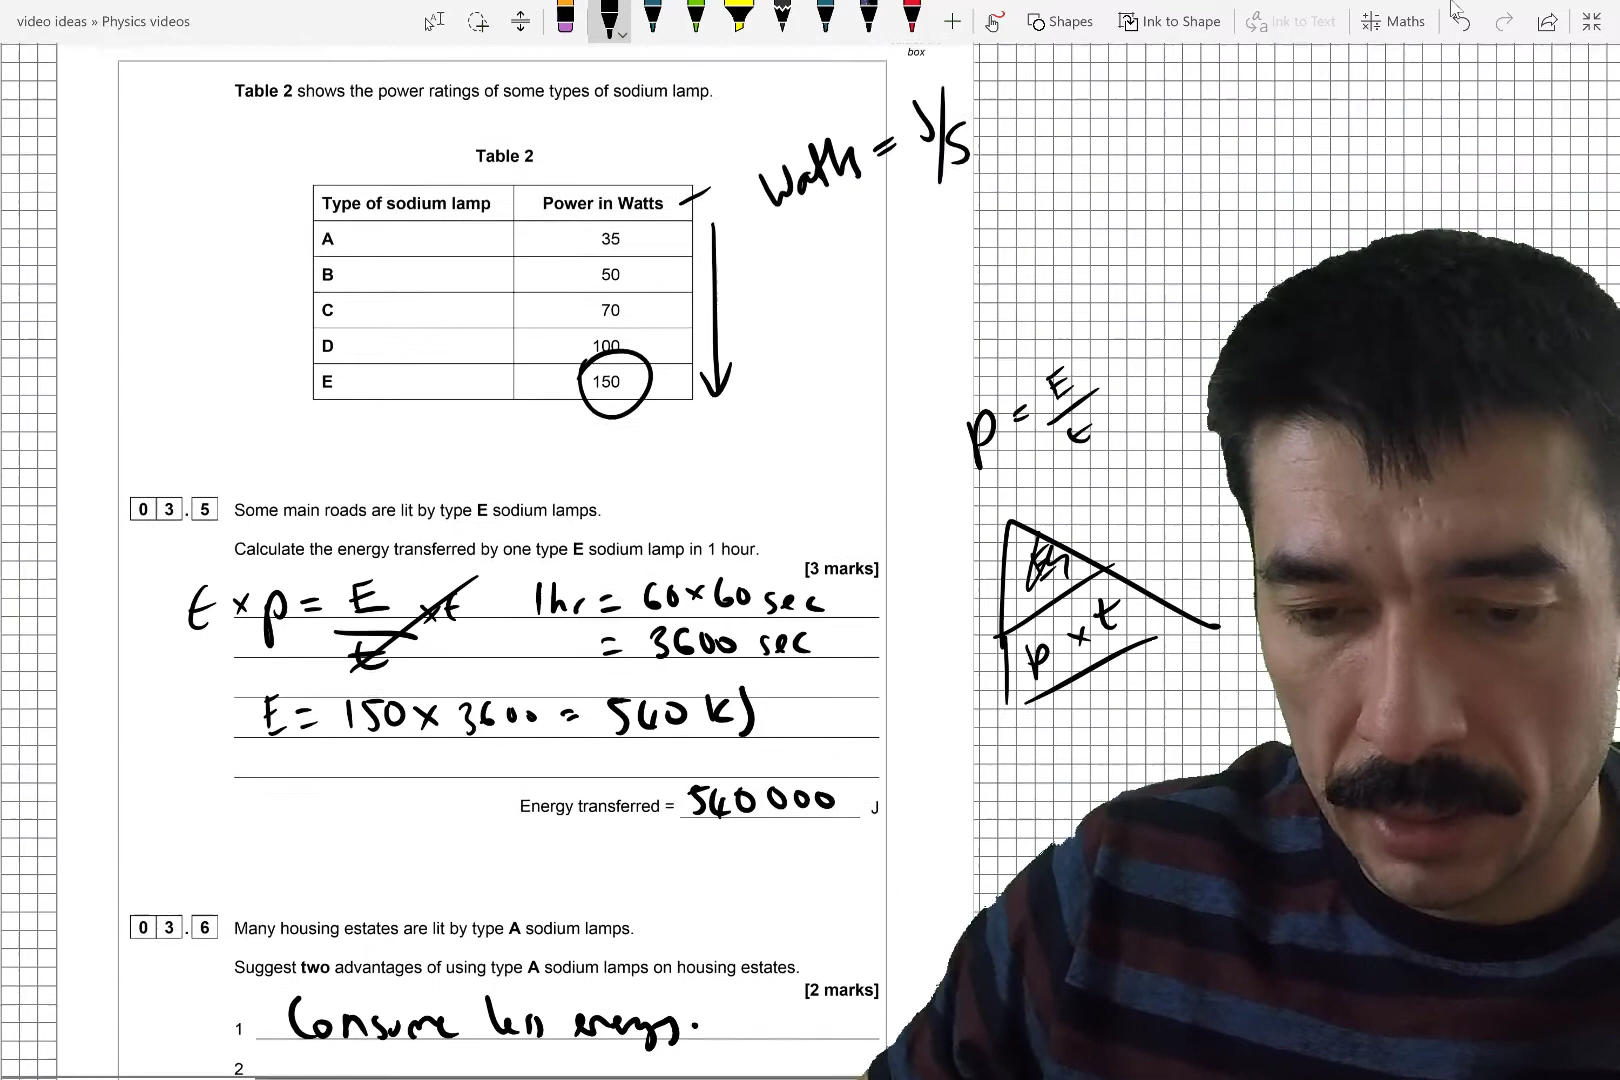 video ideas » Physics videos
Shapes
Ink to Shape
Ink to Text
Maths
box
Table 2 shows the power ratings of some types of sodium lamp.
Watts = J/s
Table 2
Type of sodium lamp Power in Watts
A 35
B 50
C 70
D 100
E 150
P = E/t
0 3 . 5 Some main roads are lit by type E sodium lamps.
Calculate the energy transferred by one type E sodium lamp in 1 hour.
[3 marks]
t × p = E/t × t
1hr = 60 × 60 sec
= 3600 sec
p × t
E = 150 × 3600 = 540 kJ
Energy transferred = 540 000 J
0 3 . 6 Many housing estates are lit by type A sodium lamps.
Suggest two advantages of using type A sodium lamps on housing estates.
[2 marks]
1 Consume less energy.
2